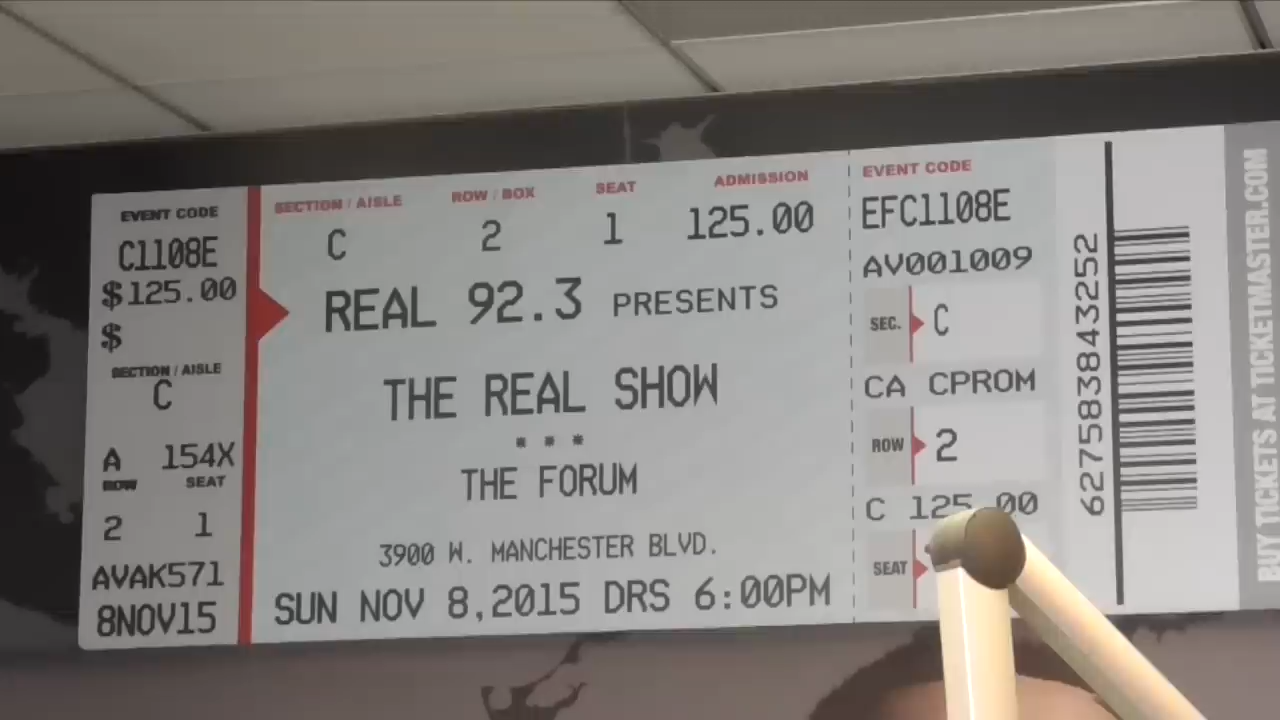 EVENT CODE
C1108E
$125.00
$
SECTION / AISLE
C
A 154X
ROW SEAT
2 1
AVAK571
8NOV15
SECTION / AISLE ROW / BOX SEAT ADMISSION
C 2 1 125.00
REAL 92.3 PRESENTS
THE REAL SHOW
* * *
THE FORUM
3900 W. MANCHESTER BLVD.
SUN NOV 8,2015 DRS 6:00PM
EVENT CODE
EFC1108E
AV001009
SEC. C
CA CPROM
ROW 2
C 125.00
SEAT
627583843252
BUY TICKETS AT TICKETMASTER.COM